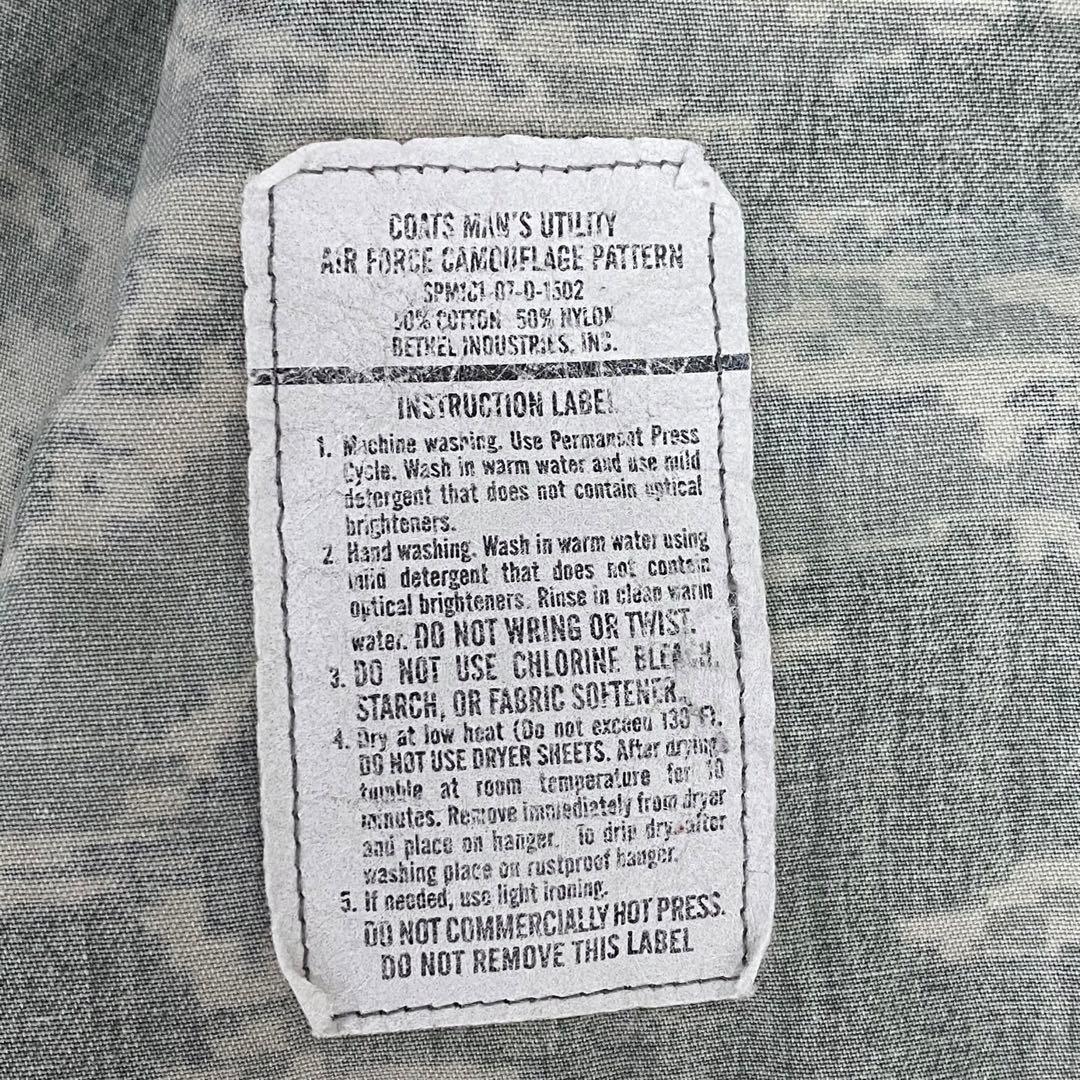 COATS MAN'S UTILITY
AIR FORCE CAMOUFLAGE PATTERN
SPM1C1-07-D-1502
50% COTTON 50% NYLON
BETHEL INDUSTRIES, INC.
INSTRUCTION LABEL
1. Machine washing. Use Permanent Press
Cycle. Wash in warm water and use mild
detergent that does not contain optical
brighteners.
2. Hand washing. Wash in warm water using
mild detergent that does not contain
optical brighteners. Rinse in clean warm
water. DO NOT WRING OR TWIST.
3. DO NOT USE CHLORINE BLEACH,
STARCH, OR FABRIC SOFTENER.
4. Dry at low heat (Do not exceed 130°F).
DO NOT USE DRYER SHEETS. After drying,
tumble at room temperature for 10
minutes. Remove immediately from dryer
and place on hanger. To drip dry, after
washing place on rustproof hanger.
5. If needed, use light ironing.
DO NOT COMMERCIALLY HOT PRESS.
DO NOT REMOVE THIS LABEL